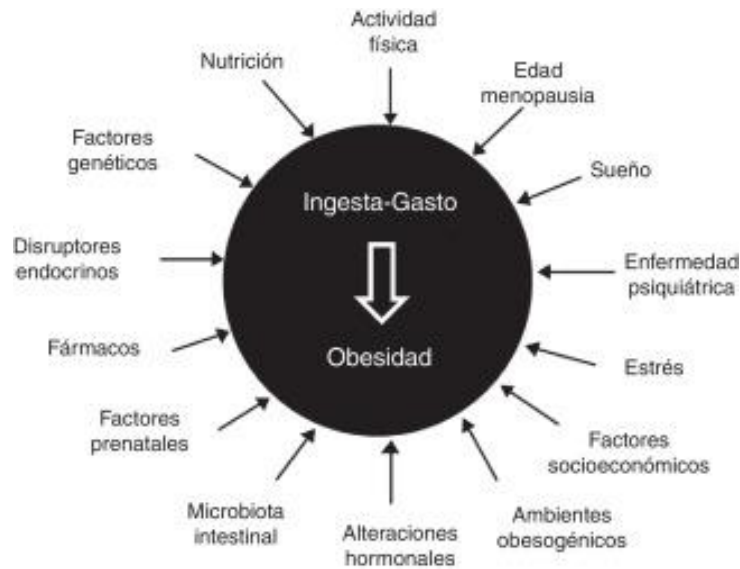 Actividad
física
Edad
menopausia
Sueño
Enfermedad
psiquiátrica
Estrés
Factores
socioeconómicos
Ambientes
obesogénicos
Alteraciones
hormonales
Microbiota
intestinal
Factores
prenatales
Fármacos
Disruptores
endocrinos
Factores
genéticos
Nutrición
Ingesta-Gasto
Obesidad